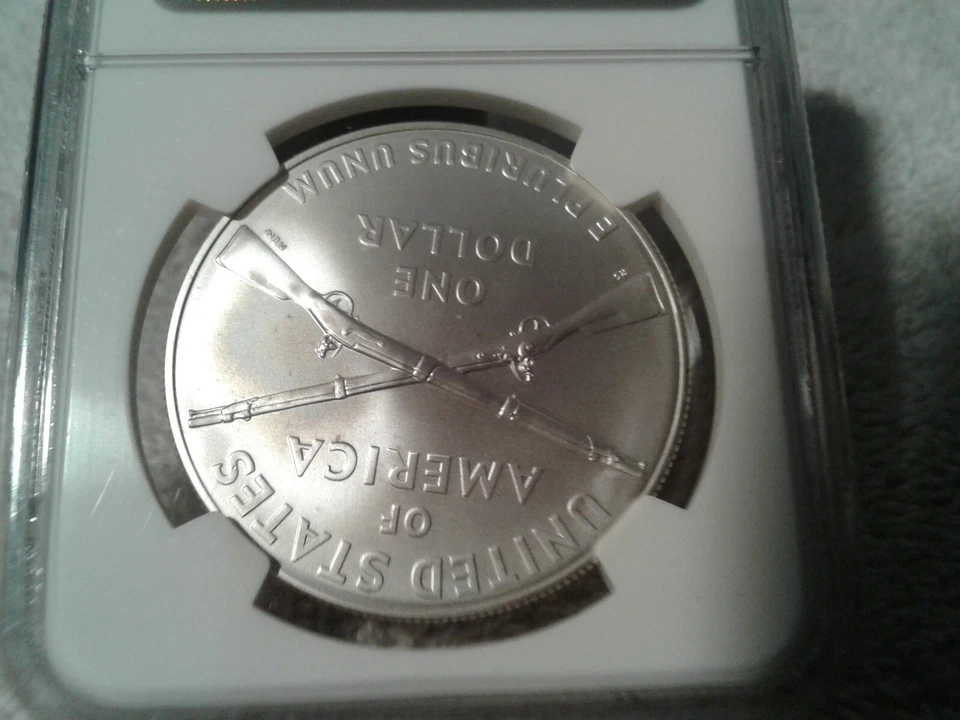 UNITED STATES
OF
AMERICA
ONE
DOLLAR
E PLURIBUS UNUM